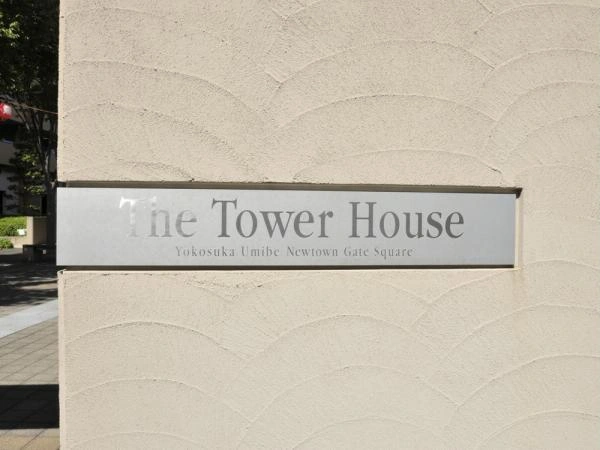 The Tower House
Yokosuka Umibe Newtown Gate Square